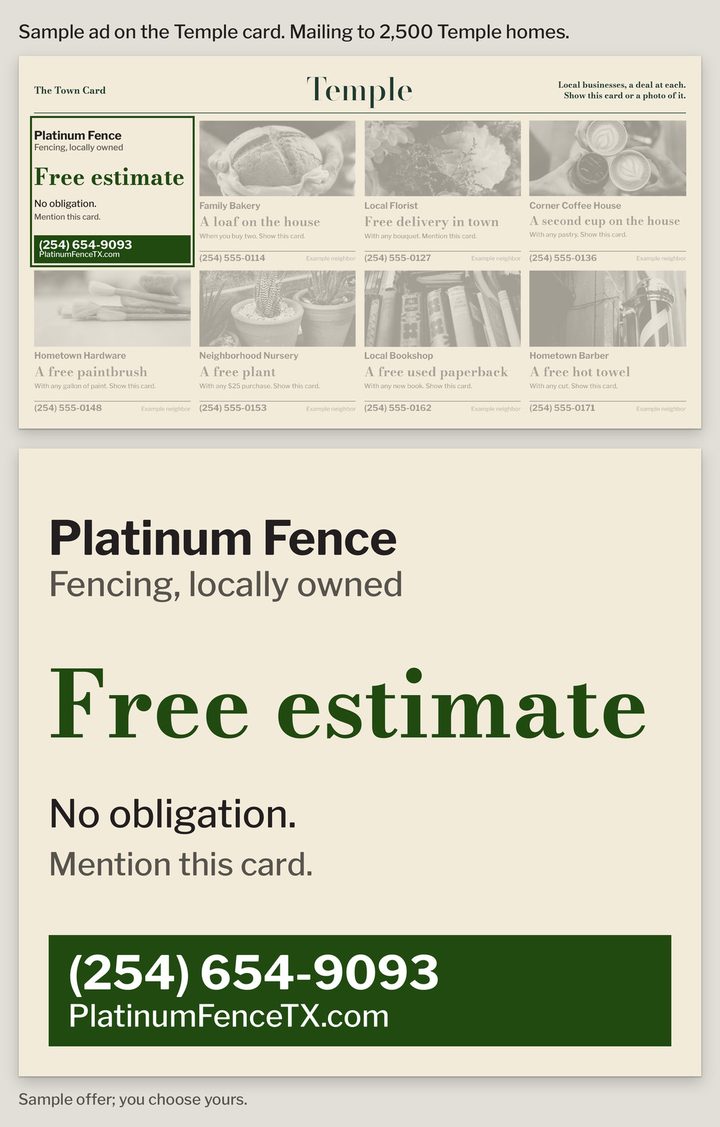 Sample ad on the Temple card. Mailing to 2,500 Temple homes.
The Town Card
Temple
Local businesses, a deal at each.
Show this card or a photo of it.
Platinum Fence
Fencing, locally owned
Free estimate
No obligation.
Mention this card.
(254) 654-9093
PlatinumFenceTX.com
Family Bakery
A loaf on the house
When you buy two. Show this card.
(254) 555-0114
Example neighbor
Local Florist
Free delivery in town
With any bouquet. Mention this card.
(254) 555-0127
Example neighbor
Corner Coffee House
A second cup on the house
With any pastry. Show this card.
(254) 555-0136
Example neighbor
Hometown Hardware
A free paintbrush
With any gallon of paint. Show this card.
(254) 555-0148
Example neighbor
Neighborhood Nursery
A free plant
With any $25 purchase. Show this card.
(254) 555-0153
Example neighbor
Local Bookshop
A free used paperback
With any new book. Show this card.
(254) 555-0162
Example neighbor
Hometown Barber
A free hot towel
With any cut. Show this card.
(254) 555-0171
Example neighbor
Platinum Fence
Fencing, locally owned
Free estimate
No obligation.
Mention this card.
(254) 654-9093
PlatinumFenceTX.com
Sample offer; you choose yours.